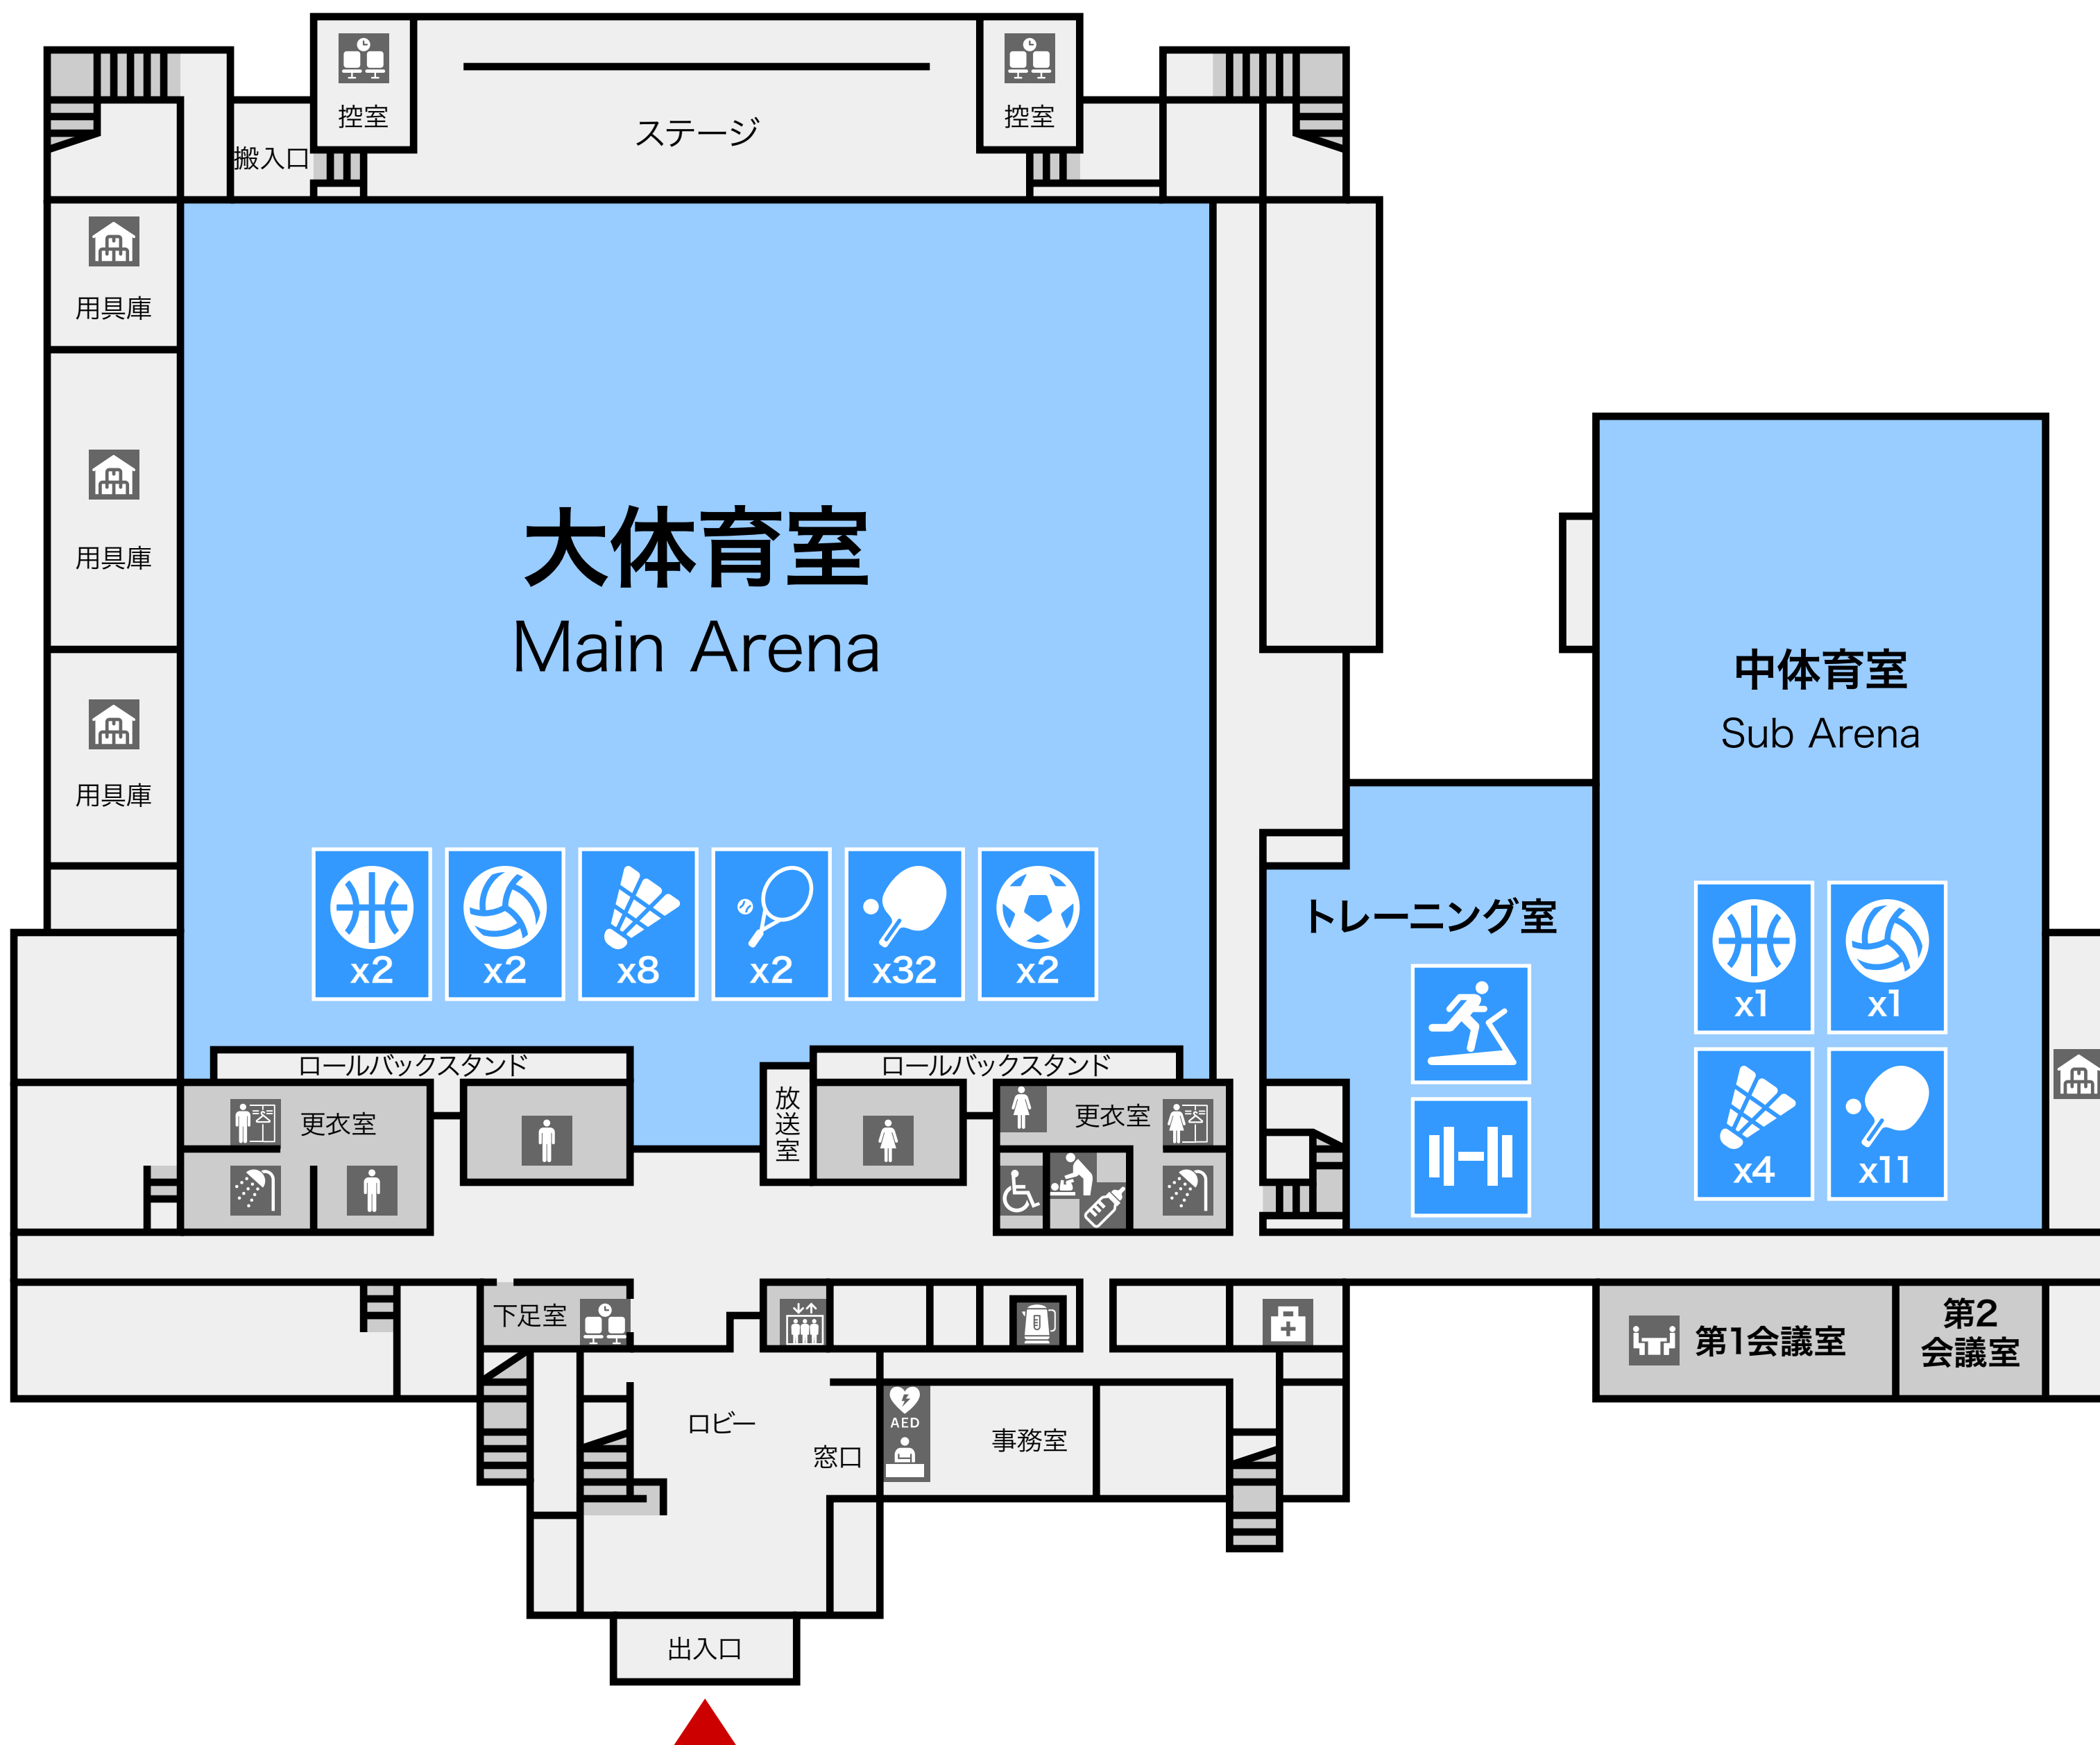 控室
ステージ
控室
搬入口
用具庫
用具庫
用具庫
大体育室
Main Arena
中体育室
Sub Arena
トレーニング室
x2
x2
x8
x2
x32
x2
x1
x1
x4
x11
ロールバックスタンド
ロールバックスタンド
更衣室
放送室
更衣室
下足室
第1会議室
第2
会議室
AED
ロビー
窓口
事務室
出入口